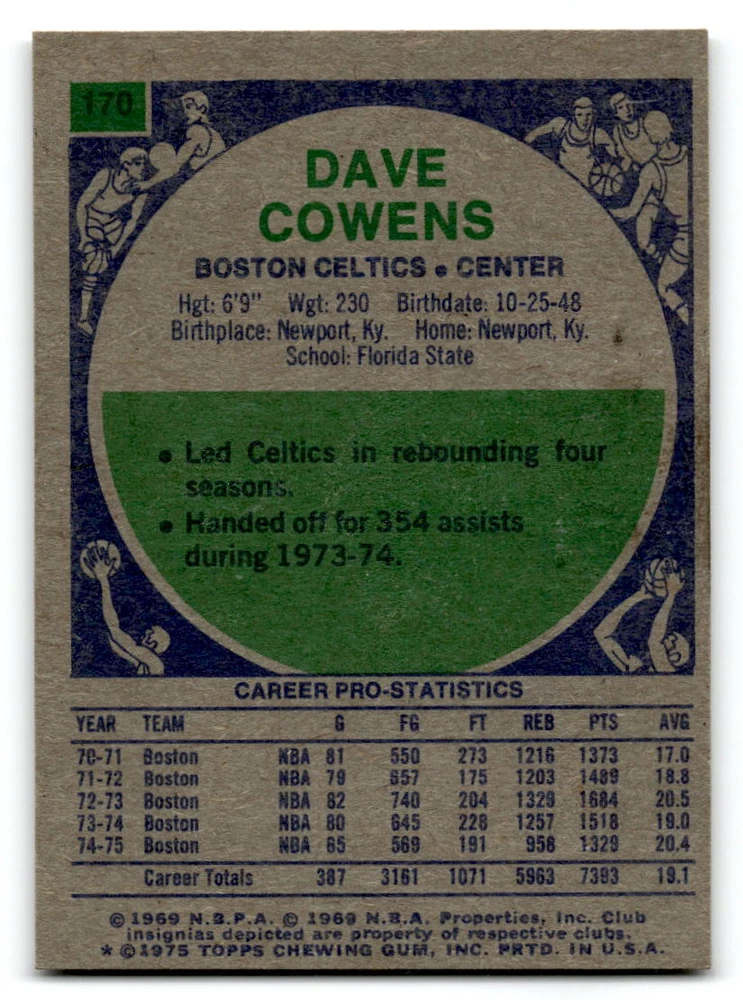 170
DAVE
COWENS
BOSTON CELTICS • CENTER
Hgt: 6'9" Wgt: 230 Birthdate: 10-25-48
Birthplace: Newport, Ky. Home: Newport, Ky.
School: Florida State
• Led Celtics in rebounding four
seasons.
• Handed off for 354 assists
during 1973-74.
CAREER PRO-STATISTICS
YEAR TEAM G FG FT REB PTS AVG
70-71 Boston NBA 81 550 273 1216 1373 17.0
71-72 Boston NBA 79 657 175 1203 1489 18.8
72-73 Boston NBA 82 740 204 1329 1684 20.5
73-74 Boston NBA 80 645 228 1257 1518 19.0
74-75 Boston NBA 65 569 191 958 1329 20.4
Career Totals 387 3161 1071 5963 7393 19.1
© 1969 N.B.P.A. © 1969 N.B.A. Properties, Inc. Club
insignias depicted are property of respective clubs.
* © 1975 TOPPS CHEWING GUM, INC. PRTD. IN U.S.A.